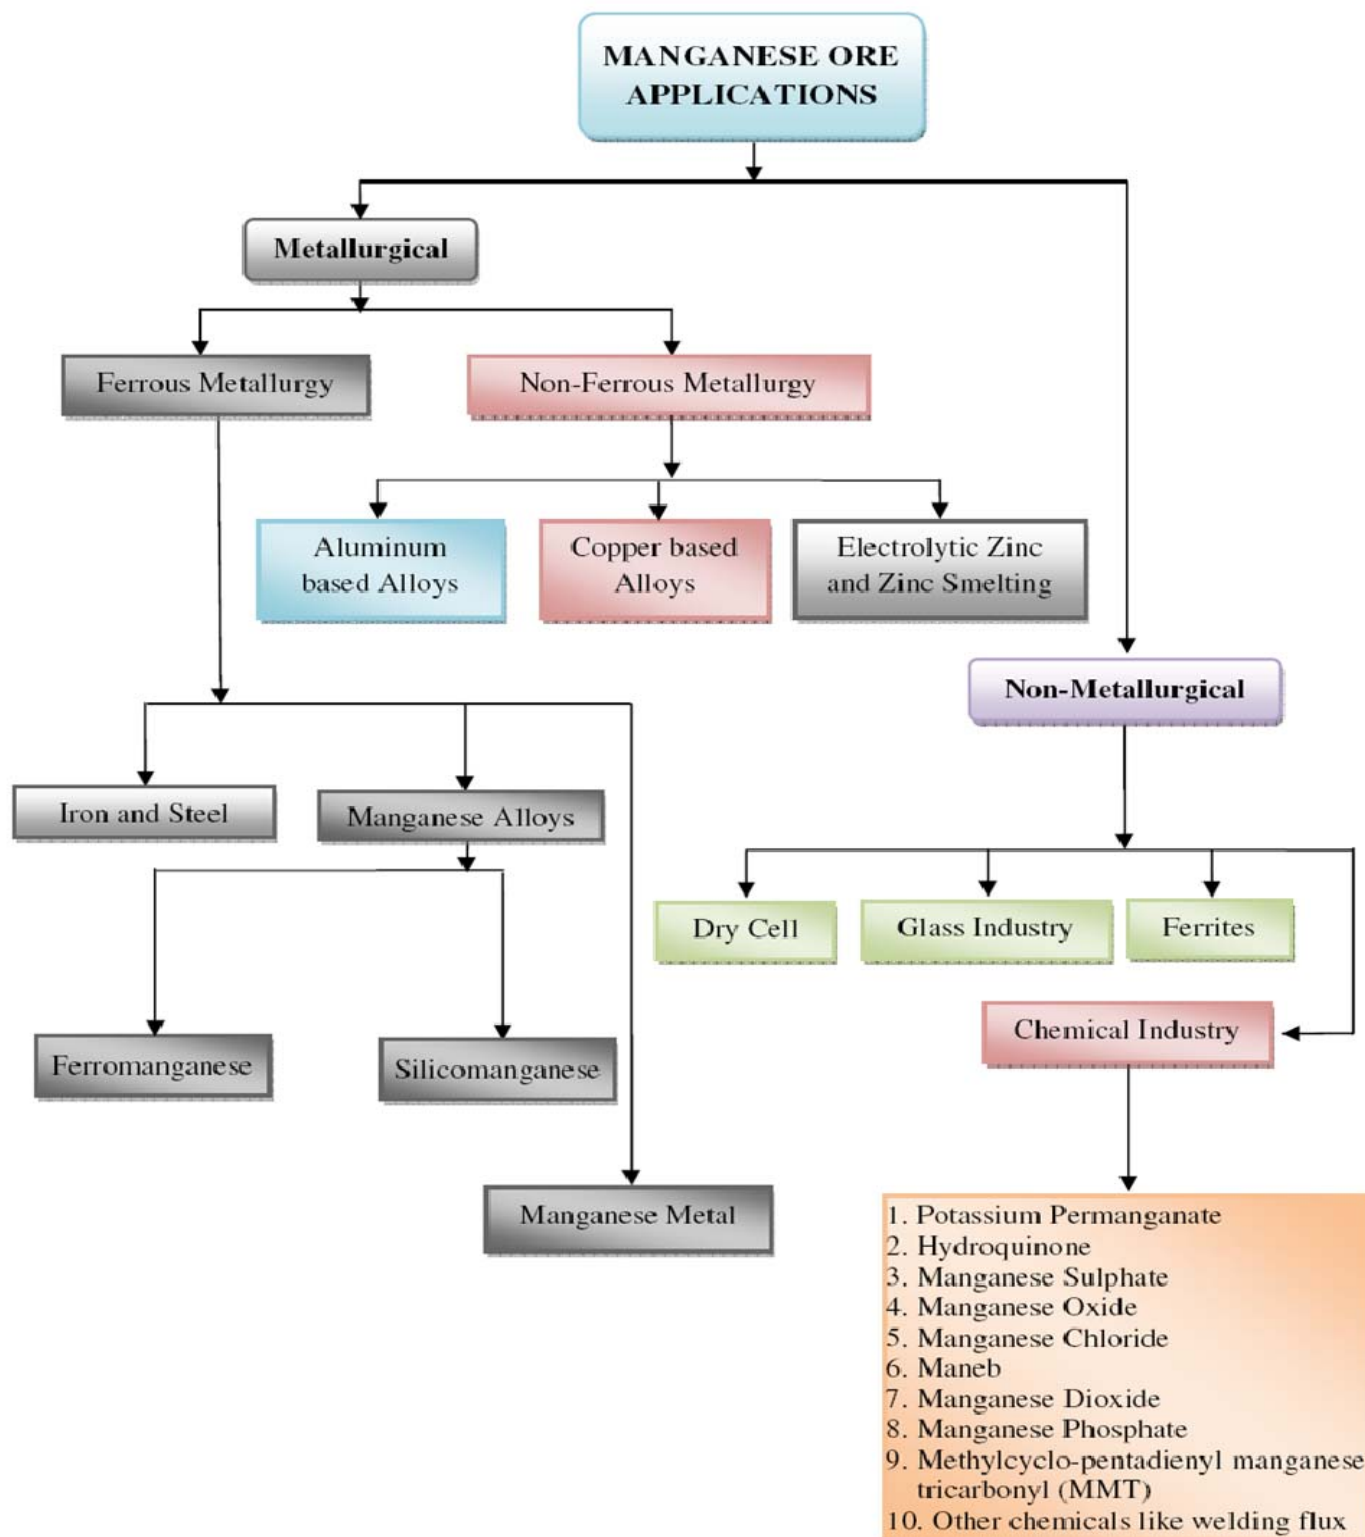 MANGANESE ORE
APPLICATIONS
Metallurgical
Ferrous Metallurgy
Non-Ferrous Metallurgy
Aluminum
based Alloys
Copper based
Alloys
Electrolytic Zinc
and Zinc Smelting
Non-Metallurgical
Iron and Steel
Manganese Alloys
Dry Cell
Glass Industry
Ferrites
Chemical Industry
Ferromanganese
Silicomanganese
Manganese Metal
1. Potassium Permanganate
2. Hydroquinone
3. Manganese Sulphate
4. Manganese Oxide
5. Manganese Chloride
6. Maneb
7. Manganese Dioxide
8. Manganese Phosphate
9. Methylcyclo-pentadienyl manganese
tricarbonyl (MMT)
10. Other chemicals like welding flux